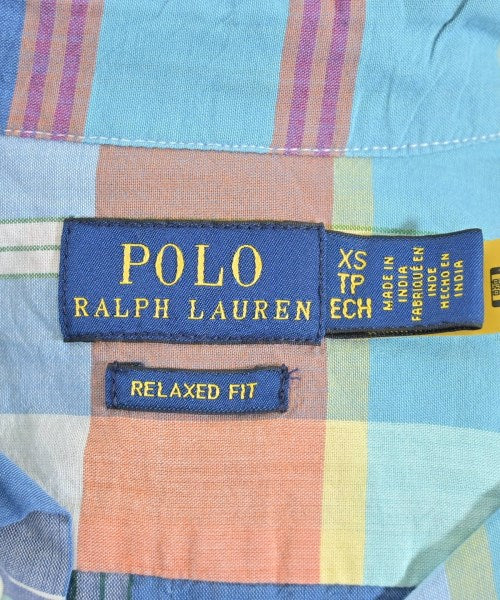 POLO
RALPH LAUREN
XS
TP
ECH
MADE IN
INDIA
FABRIQUÉ EN
INDE
HECHO EN
INDIA
RELAXED FIT